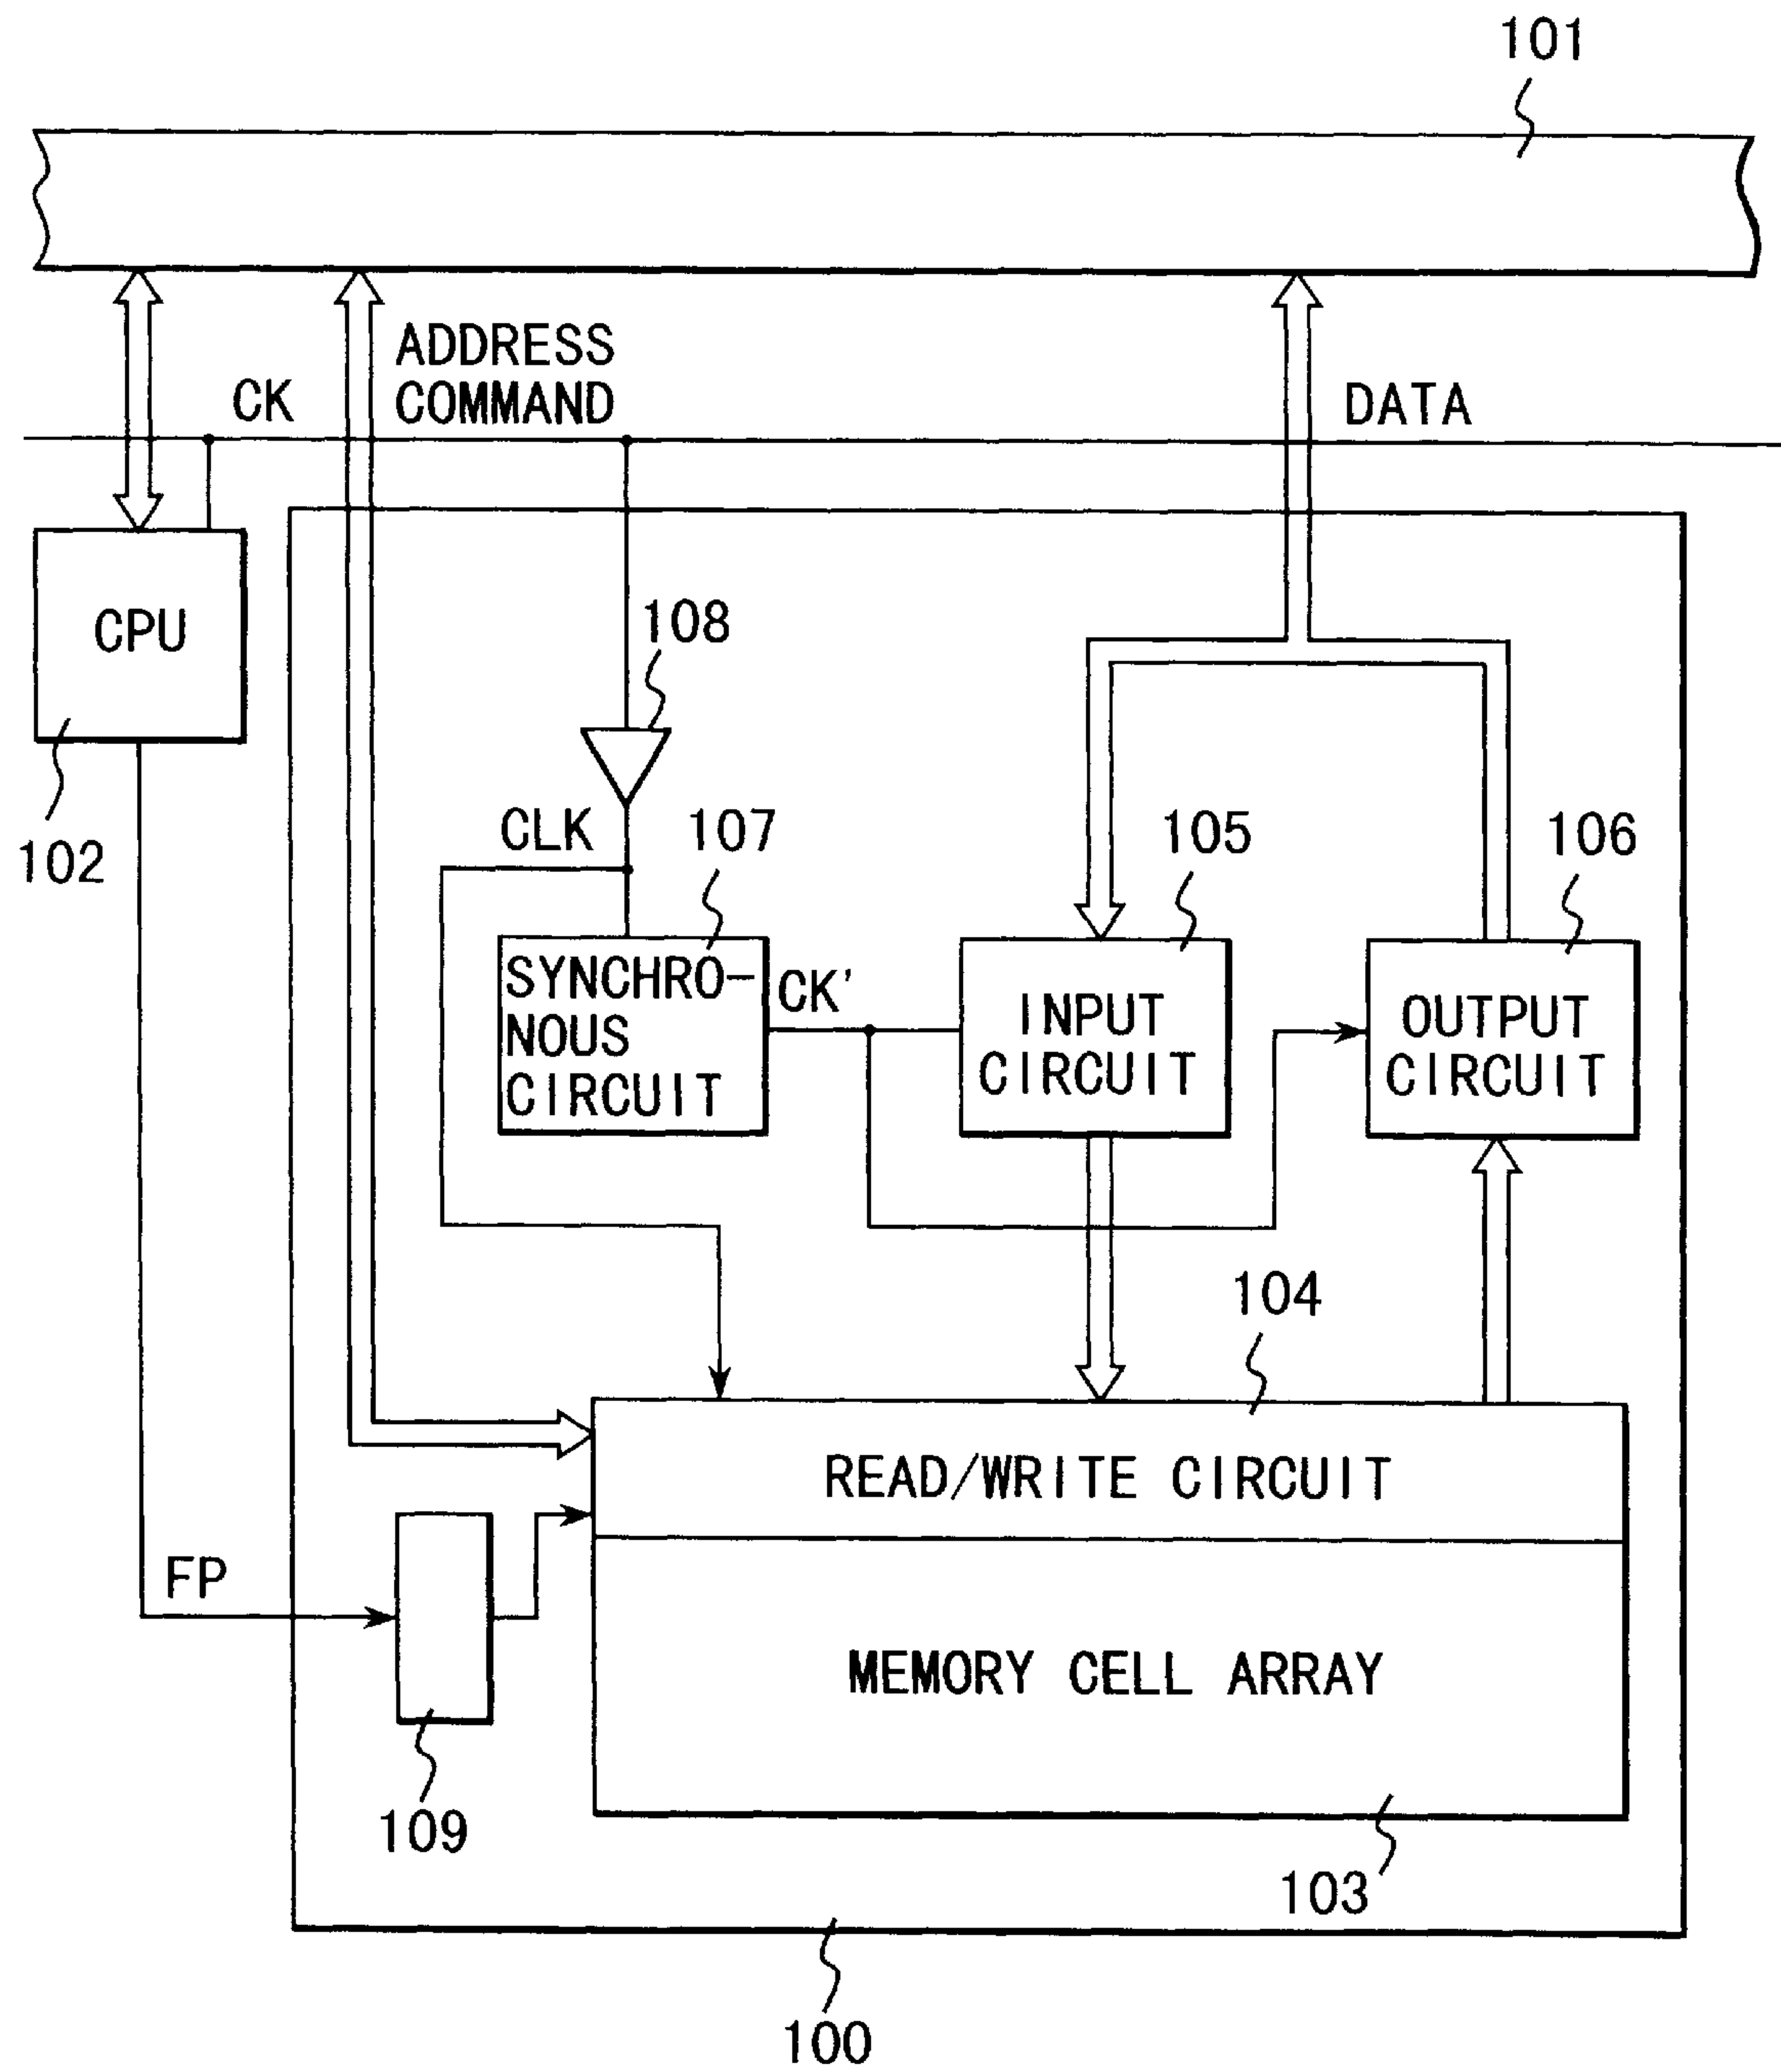 101
ADDRESS
CK
COMMAND
DATA
CPU
108
102
CLK
107
105
106
SYNCHRO-
NOUS
CIRCUIT
CK'
INPUT
CIRCUIT
OUTPUT
CIRCUIT
104
READ/WRITE CIRCUIT
FP
MEMORY CELL ARRAY
109
103
100